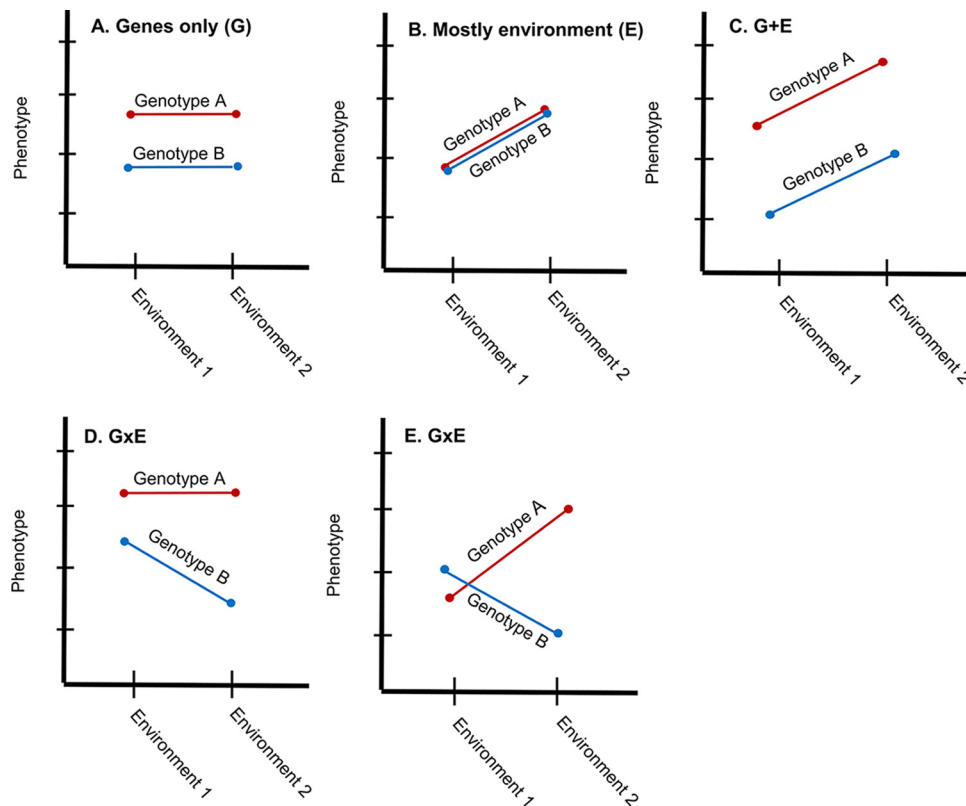 A. Genes only (G)
Phenotype
Genotype A
Genotype B
Environment 1
Environment 2
B. Mostly environment (E)
Phenotype
Genotype A
Genotype B
Environment 1
Environment 2
C. G+E
Phenotype
Genotype A
Genotype B
Environment 1
Environment 2
D. GxE
Phenotype
Genotype A
Genotype B
Environment 1
Environment 2
E. GxE
Phenotype
Genotype A
Genotype B
Environment 1
Environment 2